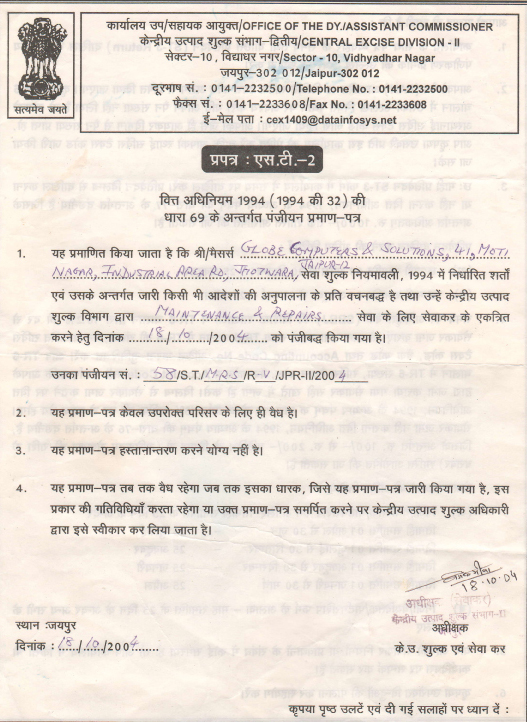 कार्यालय उप/सहायक आयुक्त/OFFICE OF THE DY./ASSISTANT COMMISSIONER
केन्द्रीय उत्पाद शुल्क संभाग-द्वितीय/CENTRAL EXCISE DIVISION - II
सेक्टर-10, विद्याधर नगर/Sector-10, Vidhyadhar Nagar
जयपुर-302 012/Jaipur-302 012
दूरभाष सं. : 0141-2232500/Telephone No. : 0141-2232500
फैक्स सं. : 0141-2233608/Fax No. : 0141-2233608
ई-मेल पता : cex1409@datainfosys.net
सत्यमेव जयते
प्रपत्र : एस.टी.-2
वित्त अधिनियम 1994 (1994 की 32) की
धारा 69 के अन्तर्गत पंजीयन प्रमाण-पत्र
1. यह प्रमाणित किया जाता है कि श्री/मैसर्स GLOBE COMPUTERS & SOLUTIONS, 41, MOTI
NAGAR, INDUSTRIAL AREA RD, JHOTWARA, JAIPUR-12 सेवा शुल्क नियमावली, 1994 में निर्धारित शर्तो
एवं उसके अन्तर्गत जारी किसी भी आदेशों की अनुपालना के प्रति वचनबद्ध है तथा उन्हें केन्द्रीय उत्पाद
शुल्क विभाग द्वारा MAINTENANCE & REPAIRS सेवा के लिए सेवाकर के एकत्रित
करने हेतु दिनांक 18/10/2004 को पंजीबद्ध किया गया है।
उनका पंजीयन सं. : 58/S.T/MRS/R-V/JPR-II/2004
2. यह प्रमाण-पत्र केवल उपरोक्त परिसर के लिए ही वैध है।
3. यह प्रमाण-पत्र हस्तानान्तरण करने योग्य नहीं है।
4. यह प्रमाण-पत्र तब तक वैध रहेगा जब तक इसका धारक, जिसे यह प्रमाण-पत्र जारी किया गया है, इस
प्रकार की गतिविधियाँ करता रहेगा या उक्त प्रमाण-पत्र समर्पित करने पर केन्द्रीय उत्पाद शुल्क अधिकारी
द्वारा इसे स्वीकार कर लिया जाता है।
18.10.04
अधीक्षक (सेवाकर)
केन्द्रीय उत्पाद शुल्क संभाग-II
स्थान :जयपुर
अधीक्षक
दिनांक : 18/10/2004
के.उ. शुल्क एवं सेवा कर
कृपया पृष्ठ उलटें एवं दी गई सलाहों पर ध्यान दें :